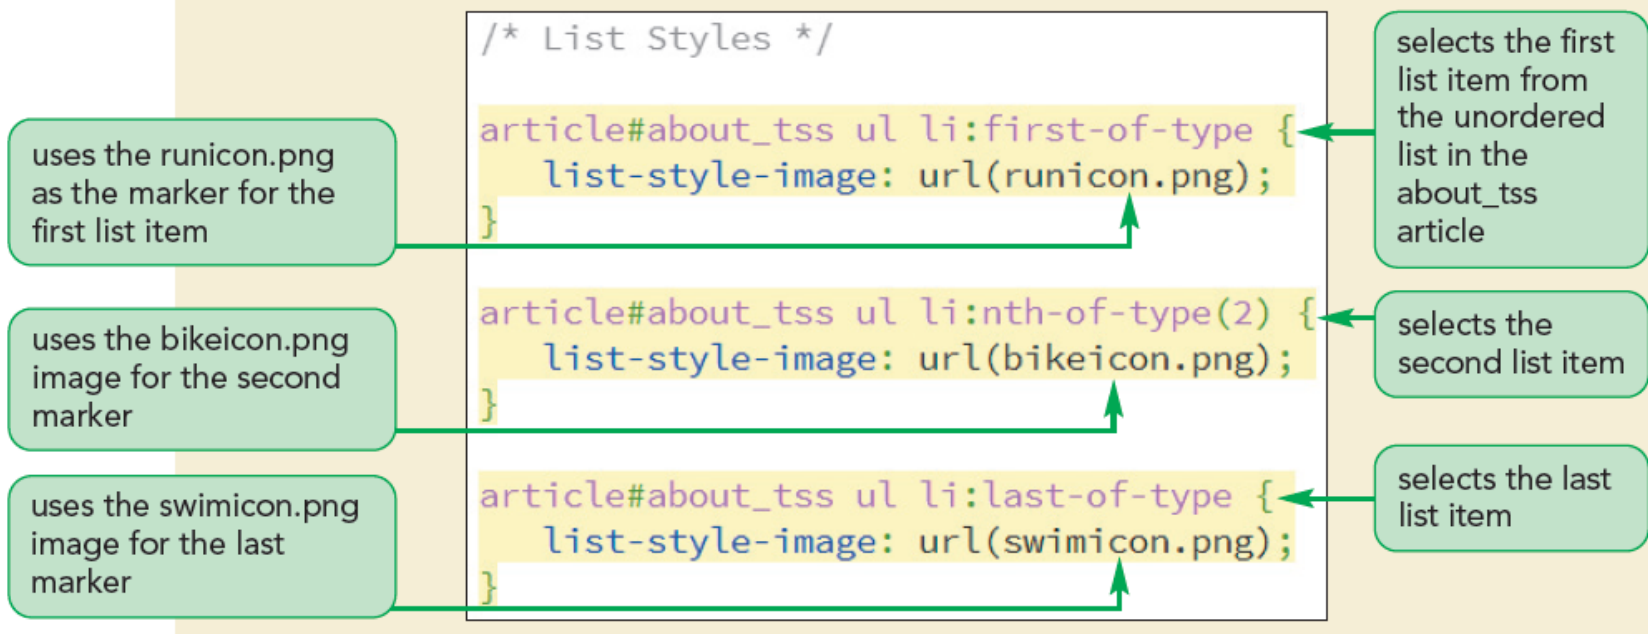 /* List Styles */
article#about_tss ul li:first-of-type {
list-style-image: url(runicon.png);
}
article#about_tss ul li:nth-of-type(2) {
list-style-image: url(bikeicon.png);
}
article#about_tss ul li:last-of-type {
list-style-image: url(swimicon.png);
}
uses the runicon.png
as the marker for the
first list item
uses the bikeicon.png
image for the second
marker
uses the swimicon.png
image for the last
marker
selects the first
list item from
the unordered
list in the
about_tss
article
selects the
second list item
selects the last
list item